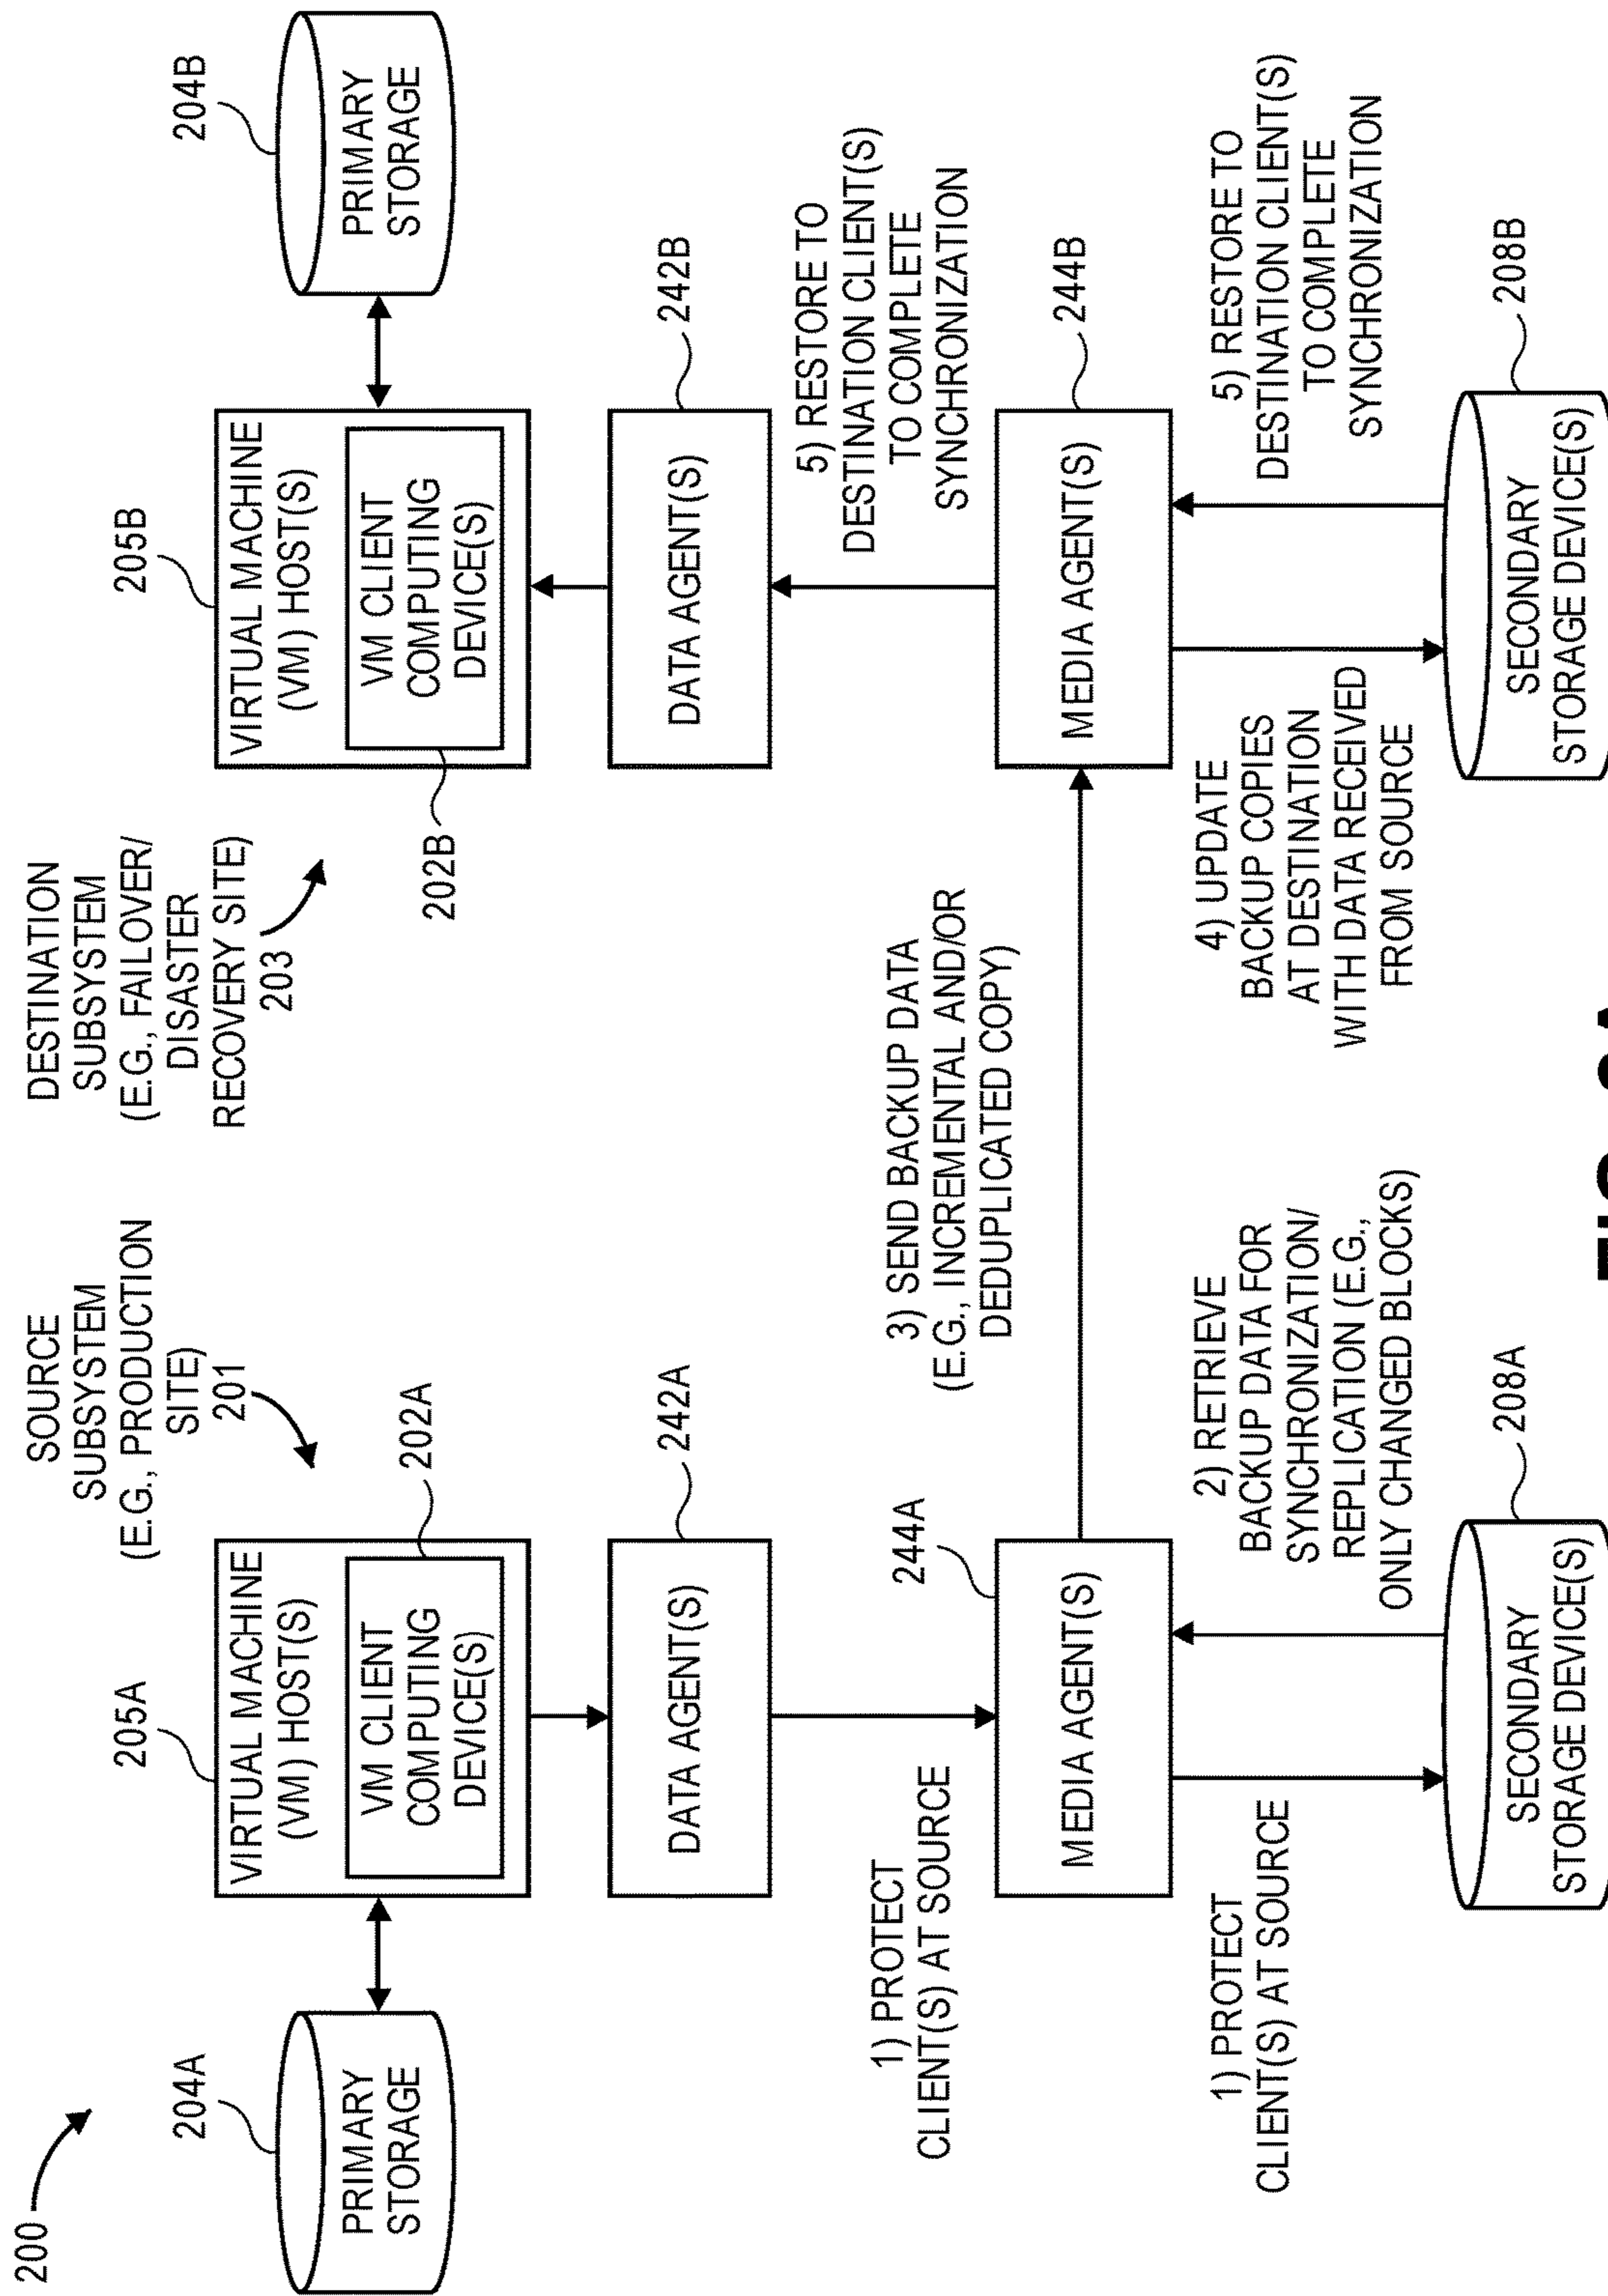 200
SOURCE
SUBSYSTEM
(E.G., PRODUCTION
SITE)
201
DESTINATION
SUBSYSTEM
(E.G., FAILOVER/
DISASTER
RECOVERY SITE)
203
204A
PRIMARY
STORAGE
205A
VIRTUAL MACHINE
(VM) HOST(S)
VM CLIENT
COMPUTING
DEVICE(S)
202A
205B
VIRTUAL MACHINE
(VM) HOST(S)
VM CLIENT
COMPUTING
DEVICE(S)
202B
204B
PRIMARY
STORAGE
DATA AGENT(S)
242A
DATA AGENT(S)
242B
1) PROTECT
CLIENT(S) AT SOURCE
244A
3) SEND BACKUP DATA
(E.G., INCREMENTAL AND/OR
DEDUPLICATED COPY)
5) RESTORE TO
DESTINATION CLIENT(S)
TO COMPLETE
SYNCHRONIZATION
MEDIA AGENT(S)
MEDIA AGENT(S)
244B
1) PROTECT
CLIENT(S) AT SOURCE
2) RETRIEVE
BACKUP DATA FOR
SYNCHRONIZATION/
REPLICATION (E.G.,
ONLY CHANGED BLOCKS)
4) UPDATE
BACKUP COPIES
AT DESTINATION
WITH DATA RECEIVED
FROM SOURCE
5) RESTORE TO
DESTINATION CLIENT(S)
TO COMPLETE
SYNCHRONIZATION
SECONDARY
STORAGE DEVICE(S)
208A
SECONDARY
STORAGE DEVICE(S)
208B